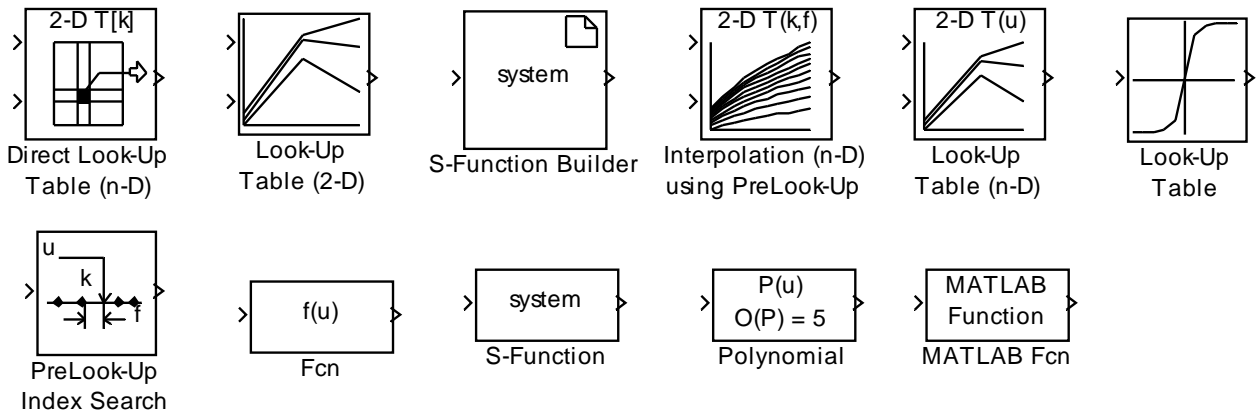 2-D T[k]
Direct Look-Up
Table (n-D)
Look-Up
Table (2-D)
system
S-Function Builder
2-D T(k,f)
Interpolation (n-D)
using PreLook-Up
2-D T(u)
Look-Up
Table (n-D)
Look-Up
Table
u
k
f
PreLook-Up
Index Search
f(u)
Fcn
system
S-Function
P(u)
O(P) = 5
Polynomial
MATLAB
Function
MATLAB Fcn